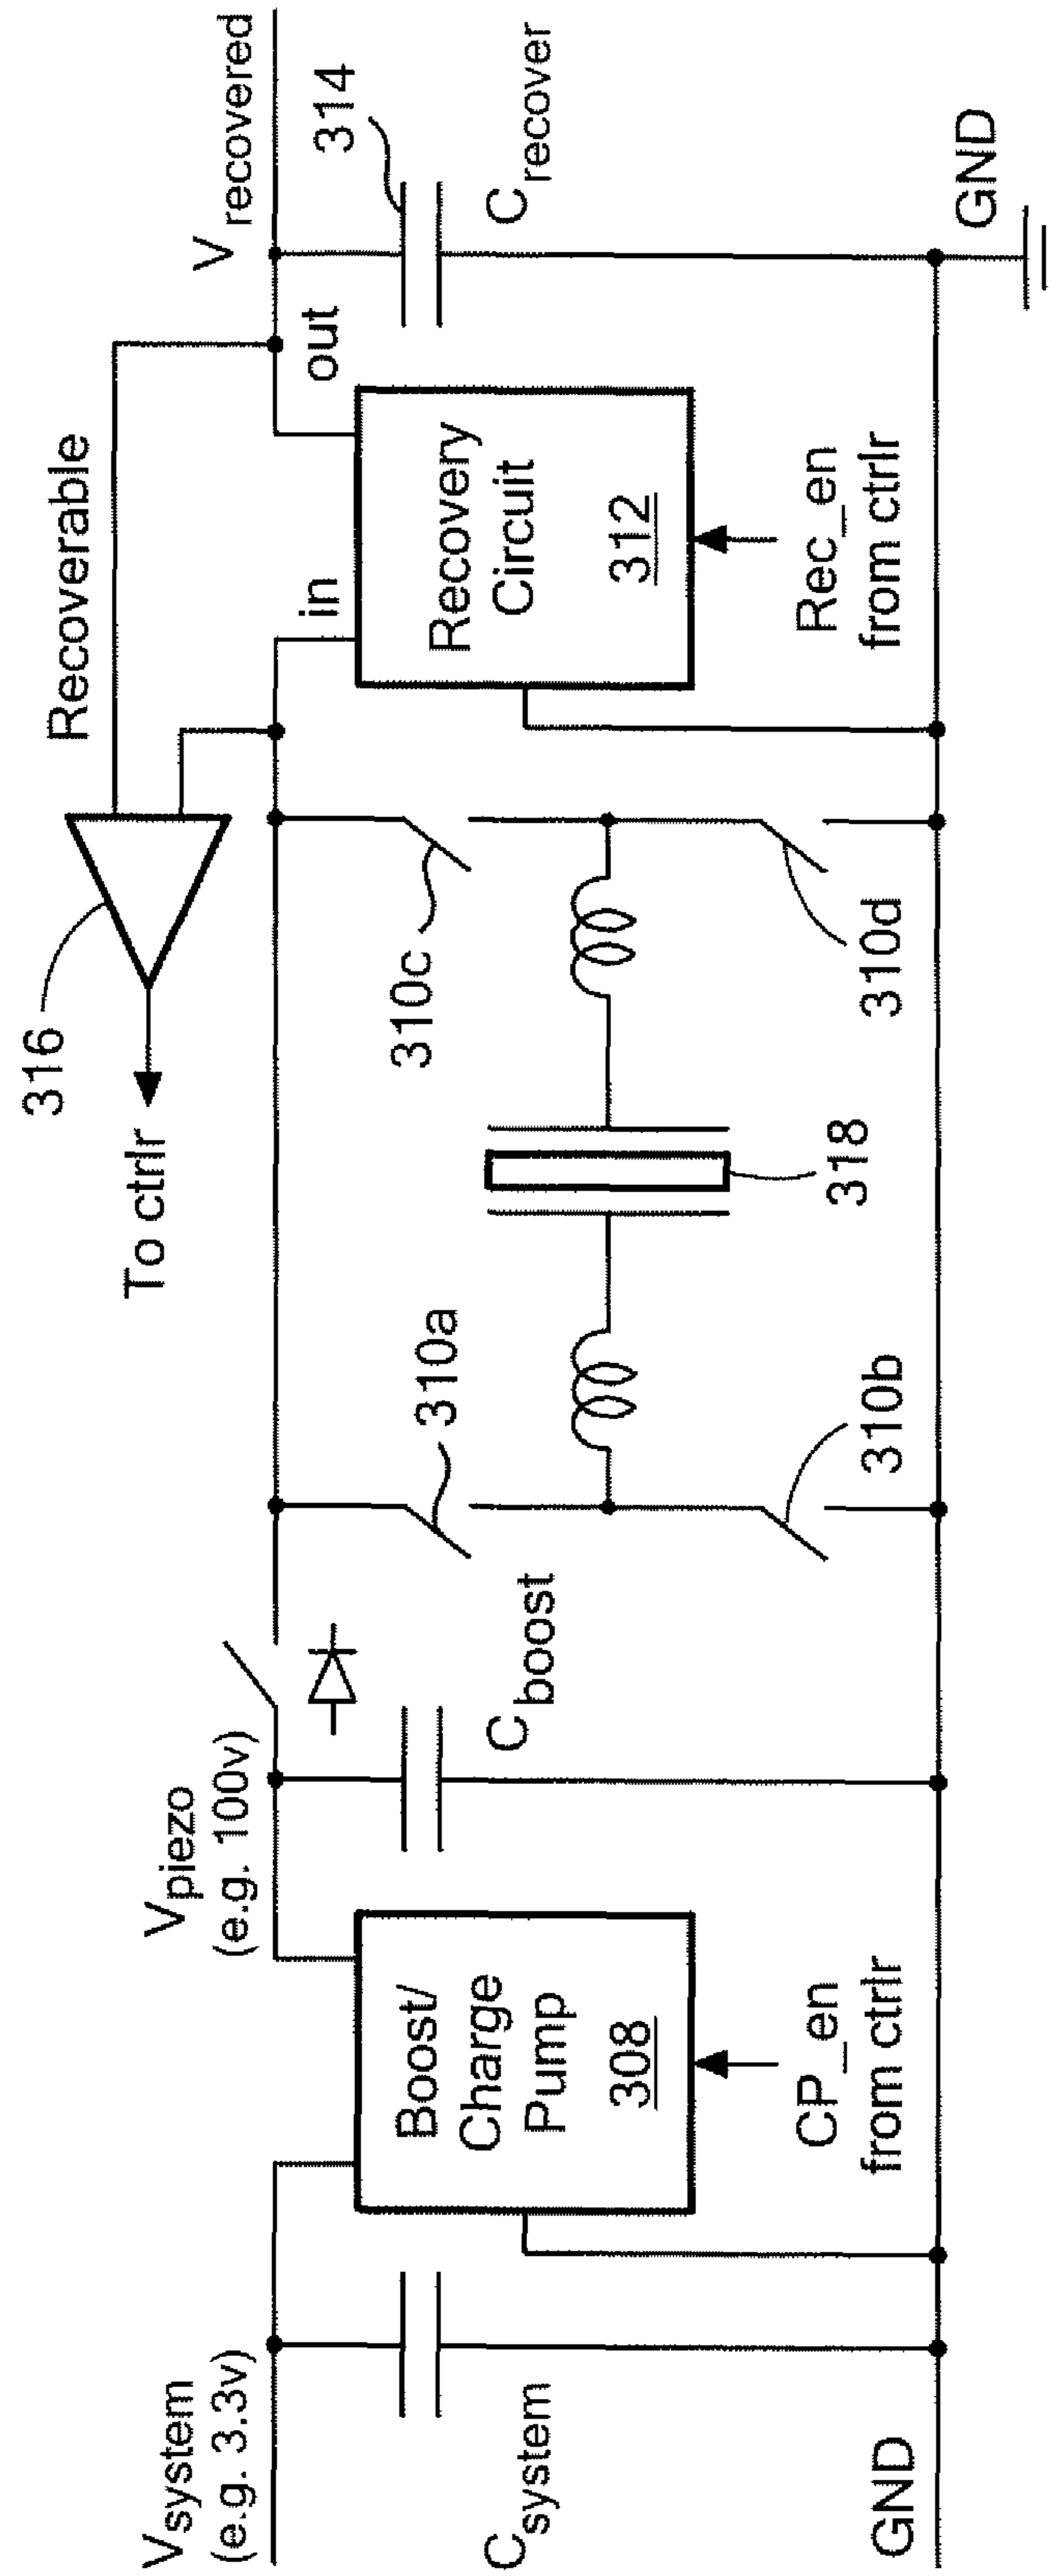 316
To ctrlr
Recoverable
Vsystem
(e.g. 3.3v)
Vpiezo
(e.g. 100v)
Vrecovered
in
out
314
Csystem
Boost/
Charge
Pump
308
Cboost
310a
310c
Recovery
Circuit
312
Crecover
CP_en
from ctrlr
310b
318
310d
Rec_en
from ctrlr
GND
GND